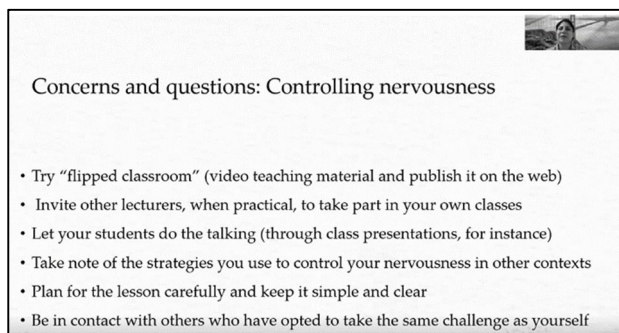 Concerns and questions: Controlling nervousness
• Try “flipped classroom” (video teaching material and publish it on the web)
• Invite other lecturers, when practical, to take part in your own classes
• Let your students do the talking (through class presentations, for instance)
• Take note of the strategies you use to control your nervousness in other contexts
• Plan for the lesson carefully and keep it simple and clear
• Be in contact with others who have opted to take the same challenge as yourself